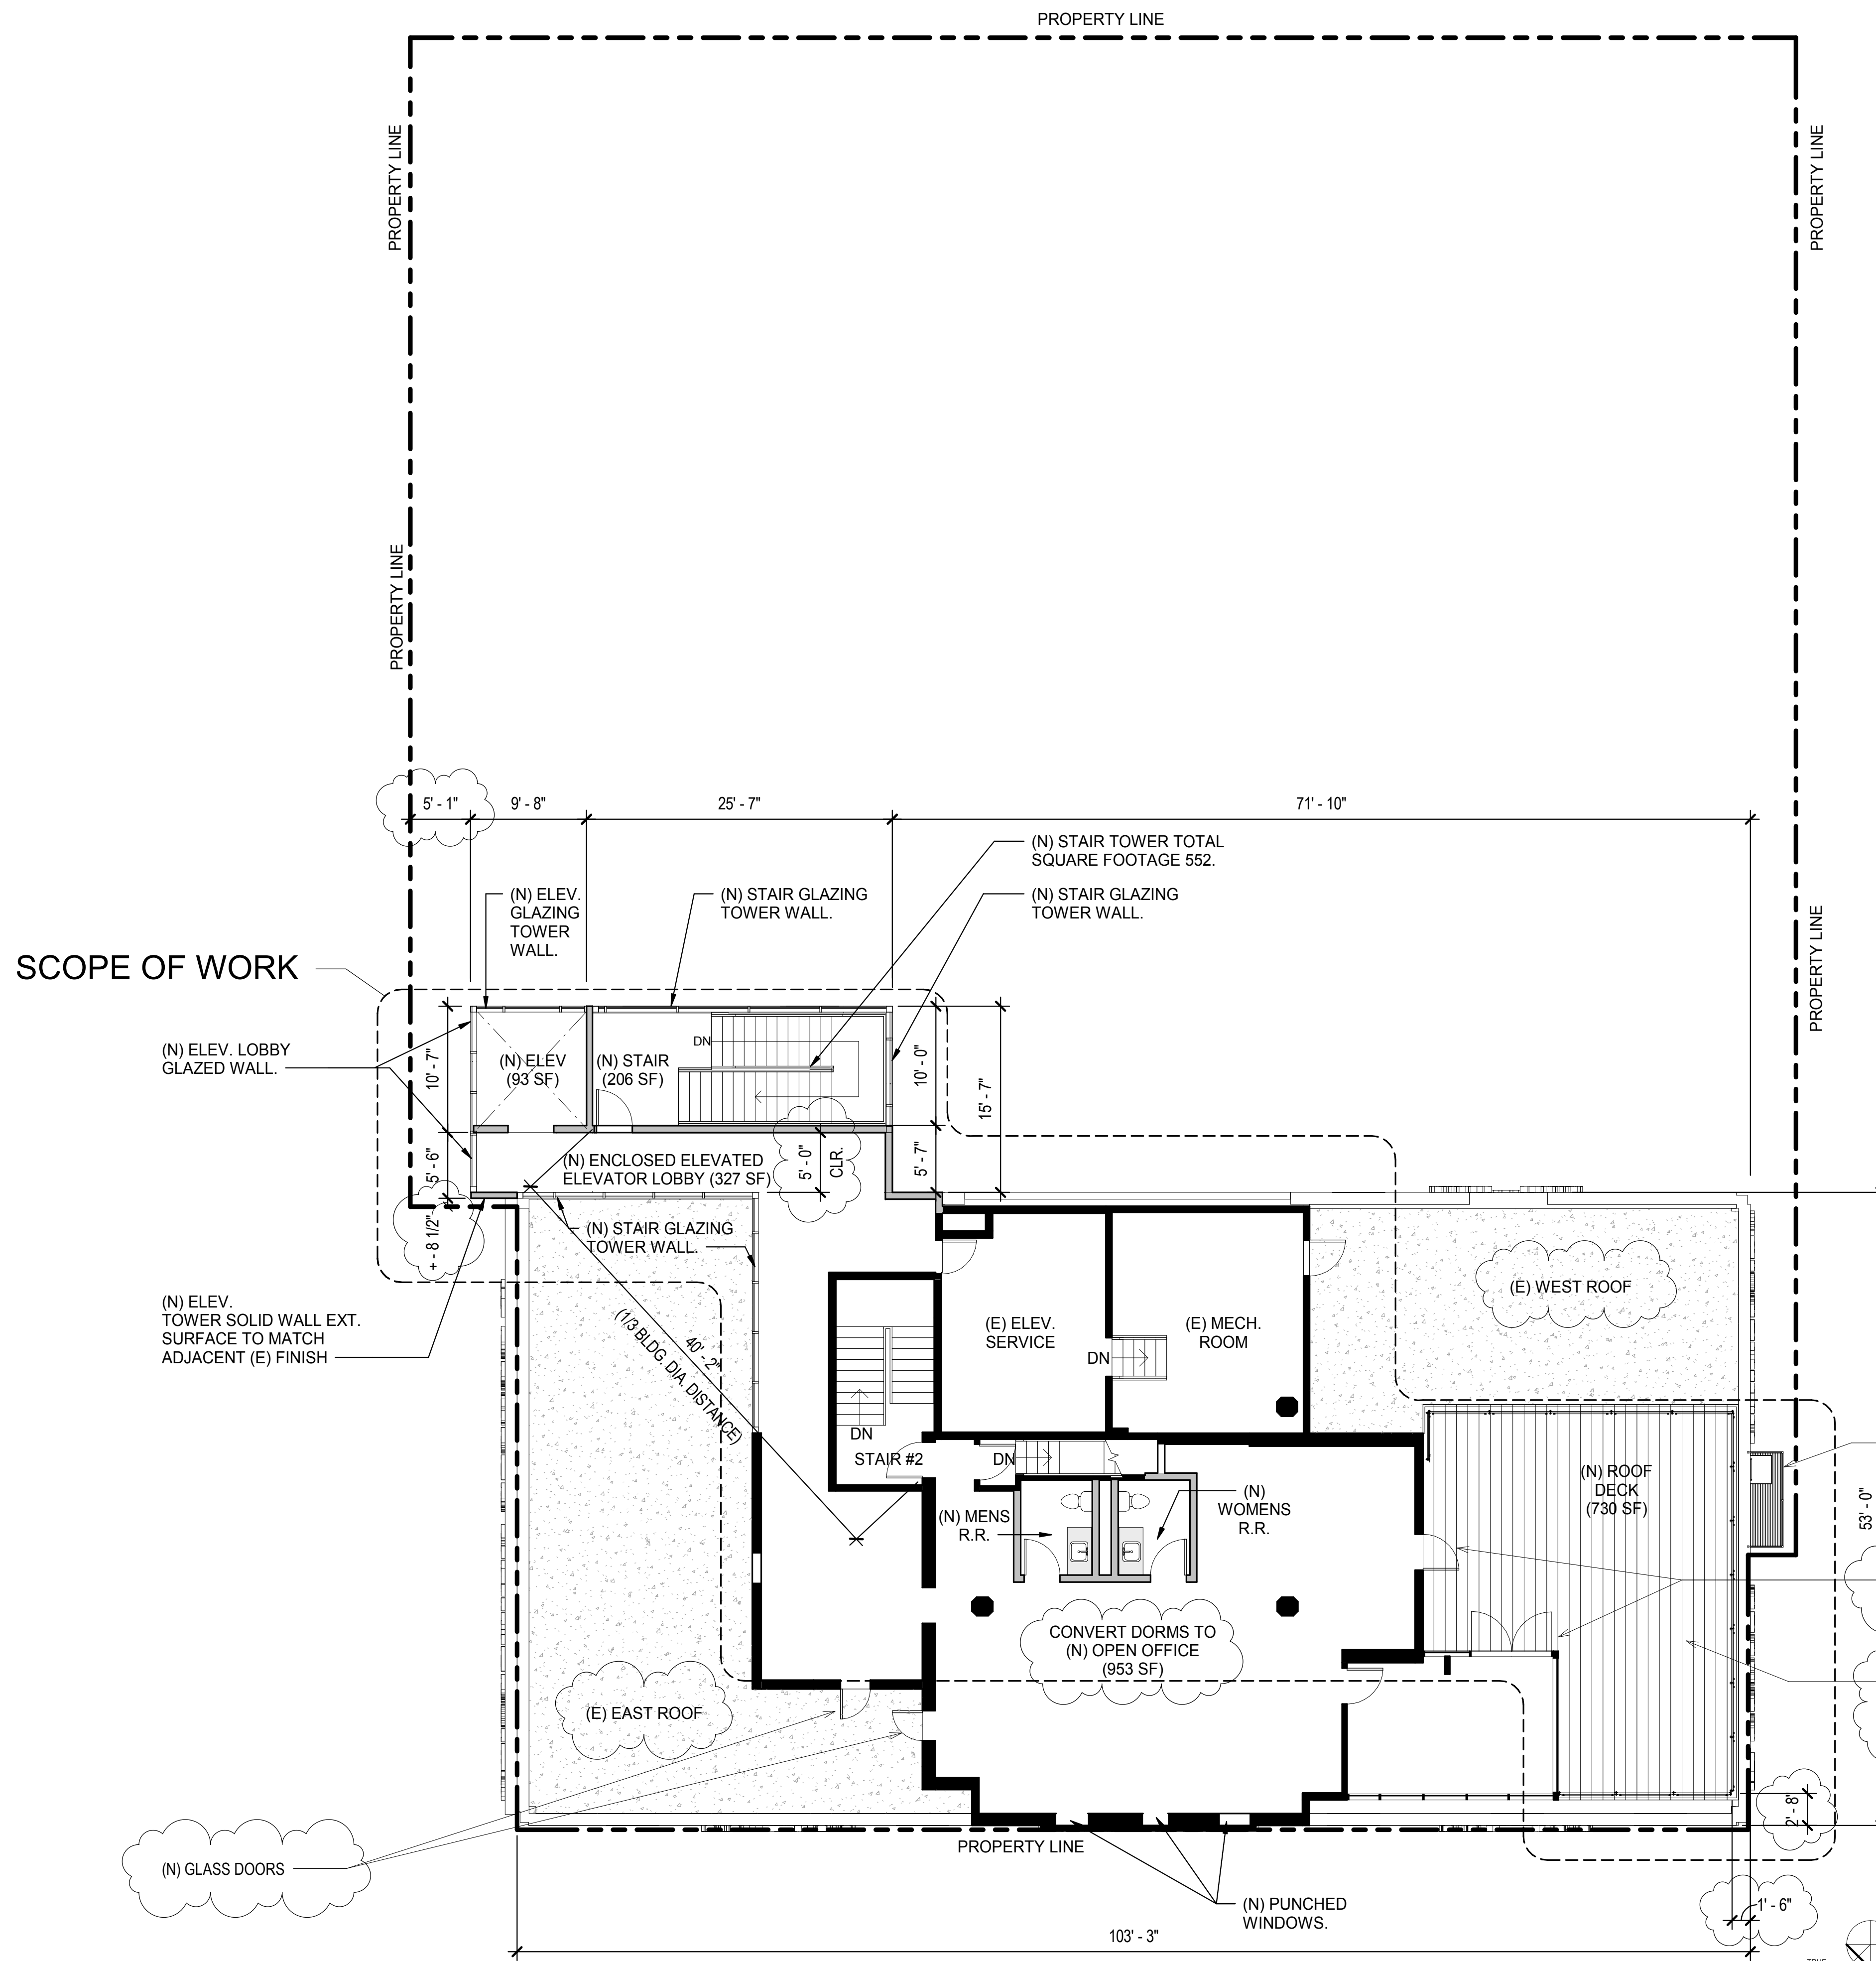 PROPERTY LINE
PROPERTY LINE
PROPERTY LINE
PROPERTY LINE
5' - 1"
9' - 8"
25' - 7"
71' - 10"
(N) STAIR TOWER TOTAL
SQUARE FOOTAGE 552.
(N) ELEV.
GLAZING
TOWER
WALL.
(N) STAIR GLAZING
TOWER WALL.
(N) STAIR GLAZING
TOWER WALL.
PROPERTY LINE
SCOPE OF WORK
(N) ELEV. LOBBY
GLAZED WALL.
10' - 7"
(N) ELEV
(93 SF)
(N) STAIR
(206 SF)
DN
10' - 0"
15' - 7"
5' - 6"
(N) ENCLOSED ELEVATED
ELEVATOR LOBBY (327 SF)
5' - 0"
CLR.
5' - 7"
+ - 8 1/2"
(N) STAIR GLAZING
TOWER WALL.
(N) ELEV.
TOWER SOLID WALL EXT.
SURFACE TO MATCH
ADJACENT (E) FINISH
40' - 2"
(1/3 BLDG. DIA. DISTANCE)
(E) ELEV.
SERVICE
(E) MECH.
ROOM
DN
(E) WEST ROOF
DN
STAIR #2
DN
(N) MENS
R.R.
(N)
WOMENS
R.R.
(N) ROOF
DECK
(730 SF)
53' - 0"
CONVERT DORMS TO
(N) OPEN OFFICE
(953 SF)
(E) EAST ROOF
2' - 8"
(N) GLASS DOORS
PROPERTY LINE
(N) PUNCHED
WINDOWS.
1' - 6"
103' - 3"